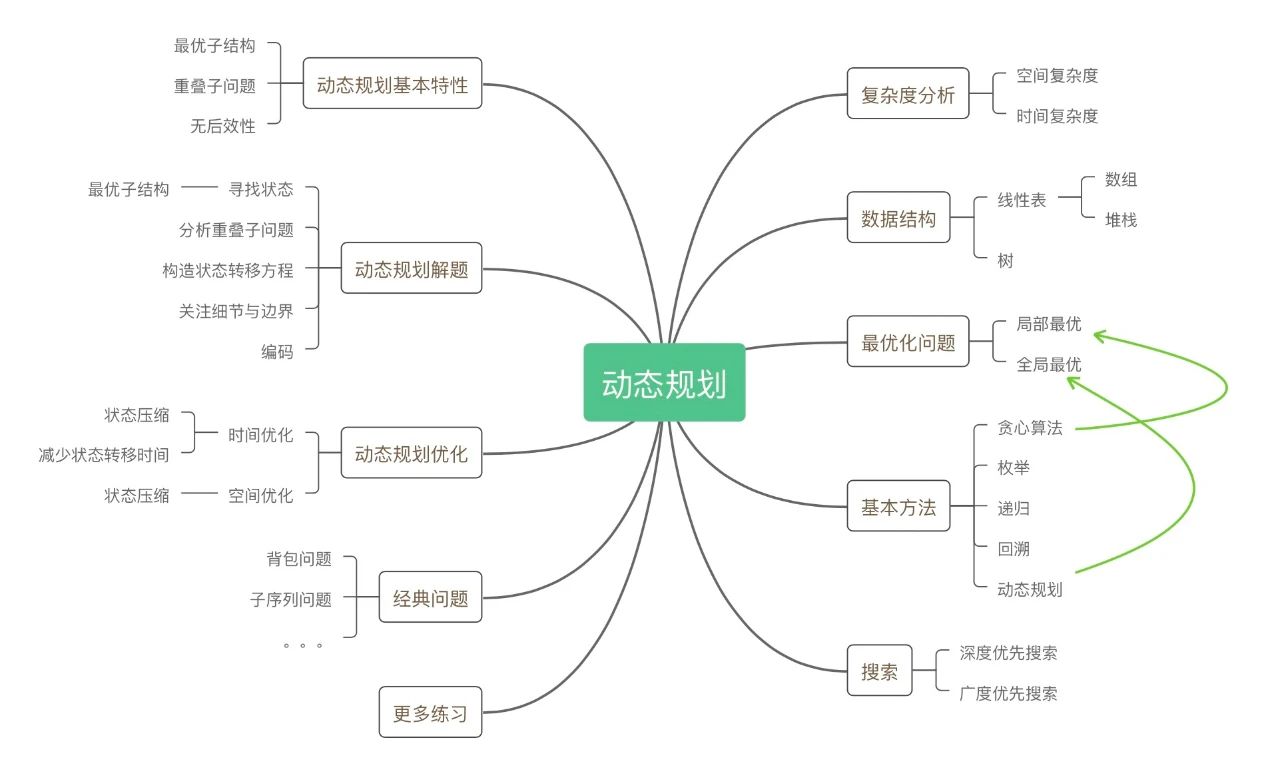 动态规划
动态规划基本特性
最优子结构
重叠子问题
无后效性
动态规划解题
寻找状态
最优子结构
分析重叠子问题
构造状态转移方程
关注细节与边界
编码
动态规划优化
时间优化
状态压缩
减少状态转移时间
空间优化
状态压缩
经典问题
背包问题
子序列问题
。。。
更多练习
复杂度分析
空间复杂度
时间复杂度
数据结构
线性表
数组
堆栈
树
最优化问题
局部最优
全局最优
基本方法
贪心算法
枚举
递归
回溯
动态规划
搜索
深度优先搜索
广度优先搜索